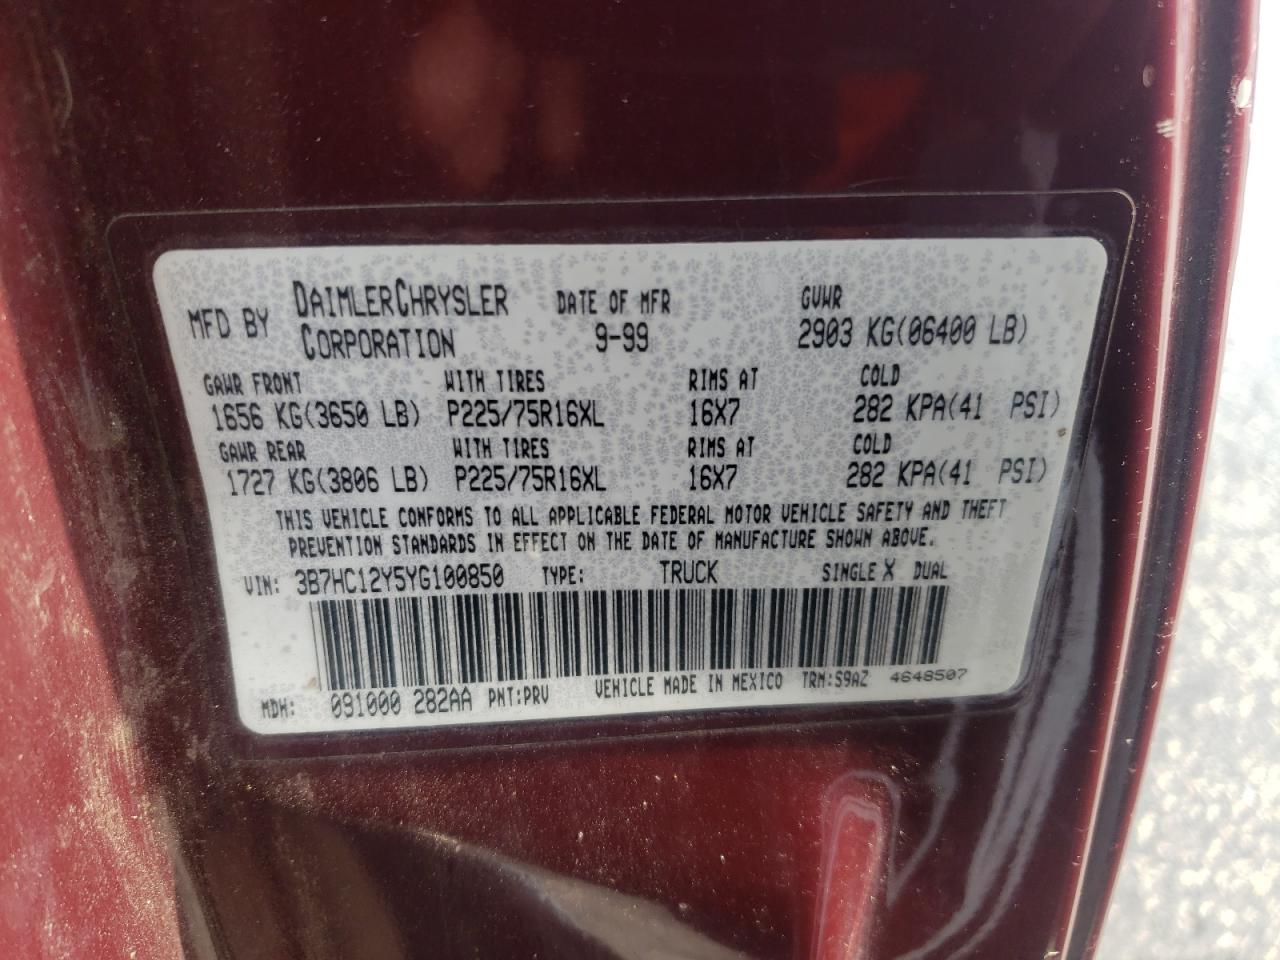 MFD BY DAIMLERCHRYSLER CORPORATION
DATE OF MFR 9-99
GVWR 2903 KG(06400 LB)
GAWR FRONT WITH TIRES RIMS AT COLD
1656 KG(3650 LB) P225/75R16XL 16X7 282 KPA(41 PSI)
GAWR REAR WITH TIRES RIMS AT COLD
1727 KG(3806 LB) P225/75R16XL 16X7 282 KPA(41 PSI)
THIS VEHICLE CONFORMS TO ALL APPLICABLE FEDERAL MOTOR VEHICLE SAFETY AND THEFT
PREVENTION STANDARDS IN EFFECT ON THE DATE OF MANUFACTURE SHOWN ABOVE.
VIN: 3B7HC12Y5YG100850 TYPE: TRUCK SINGLE X DUAL
MDH: 091000 282AA PNT:PRV VEHICLE MADE IN MEXICO TRM:S9AZ 4648507